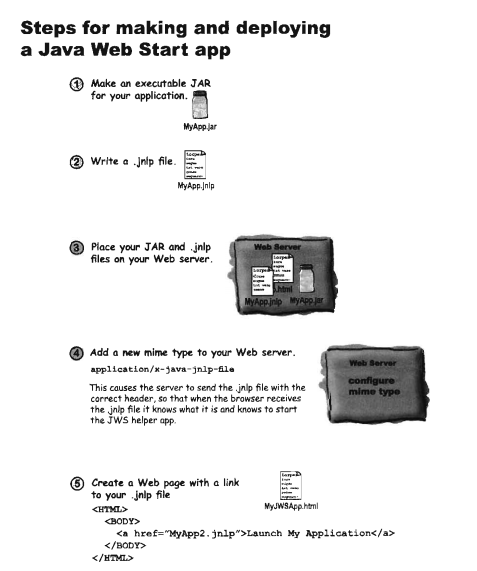 Steps for making and deploying
a Java Web Start app
1 Make an executable JAR
for your application.
MyApp.jar
2 Write a .jnlp file.
MyApp.jnlp
3 Place your JAR and .jnlp
files on your Web server.
Web Server
.html
MyApp.jnlp MyApp.jar
4 Add a new mime type to your Web server.
application/x-java-jnlp-file
This causes the server to send the .jnlp file with the
correct header, so that when the browser receives
the .jnlp file it knows what it is and knows to start
the JWS helper app.
Web Server
configure
mime type
5 Create a Web page with a link
to your .jnlp file
MyJWSApp.html
<HTML>
<BODY>
<a href="MyApp2.jnlp">Launch My Application</a>
</BODY>
</HTML>